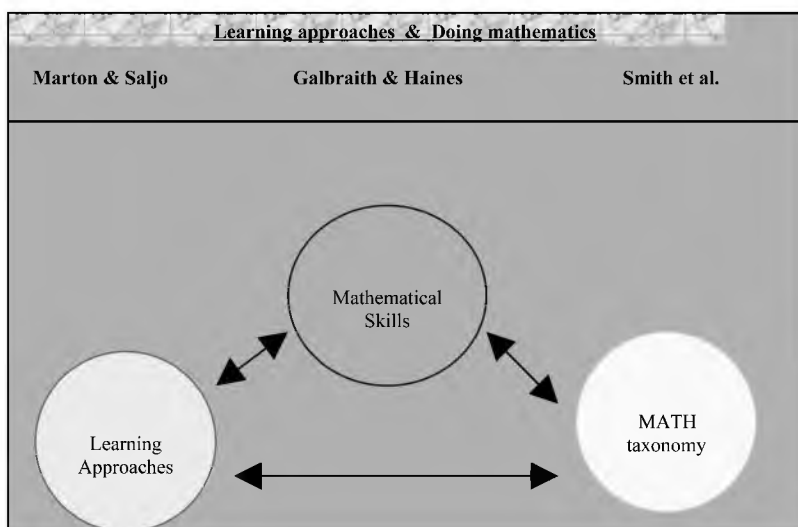 Learning approaches & Doing mathematics
Marton & Saljo Galbraith & Haines Smith et al.
Mathematical
Skills
Learning
Approaches
MATH
taxonomy